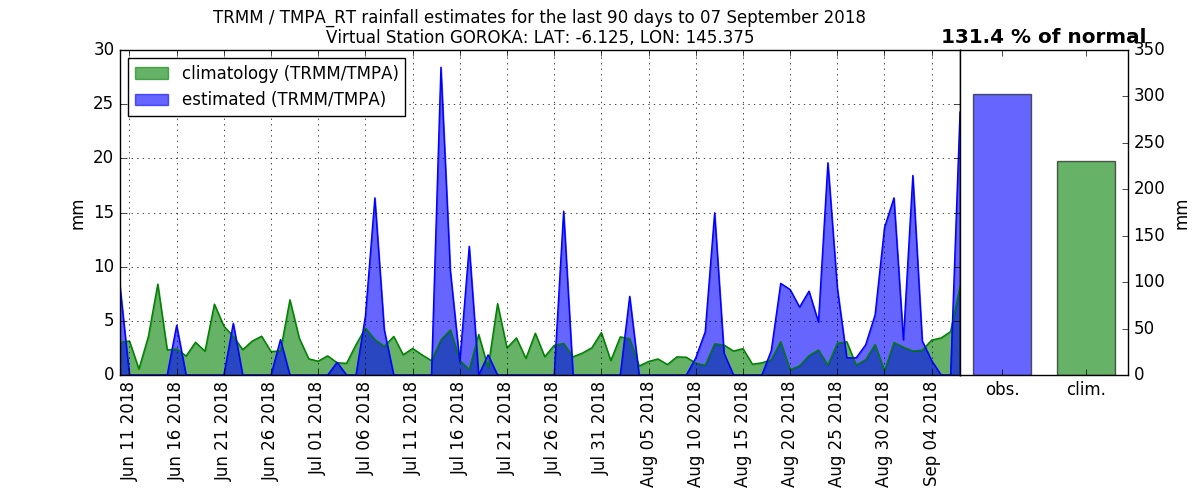 TRMM / TMPA_RT rainfall estimates for the last 90 days to 07 September 2018
Virtual Station GOROKA: LAT: -6.125, LON: 145.375
131.4 % of normal
climatology (TRMM/TMPA)
estimated (TRMM/TMPA)
30
25
20
15
10
5
0
mm
350
300
250
200
150
100
50
0
mm
Jun 11 2018
Jun 16 2018
Jun 21 2018
Jun 26 2018
Jul 01 2018
Jul 06 2018
Jul 11 2018
Jul 16 2018
Jul 21 2018
Jul 26 2018
Jul 31 2018
Aug 05 2018
Aug 10 2018
Aug 15 2018
Aug 20 2018
Aug 25 2018
Aug 30 2018
Sep 04 2018
obs.
clim.